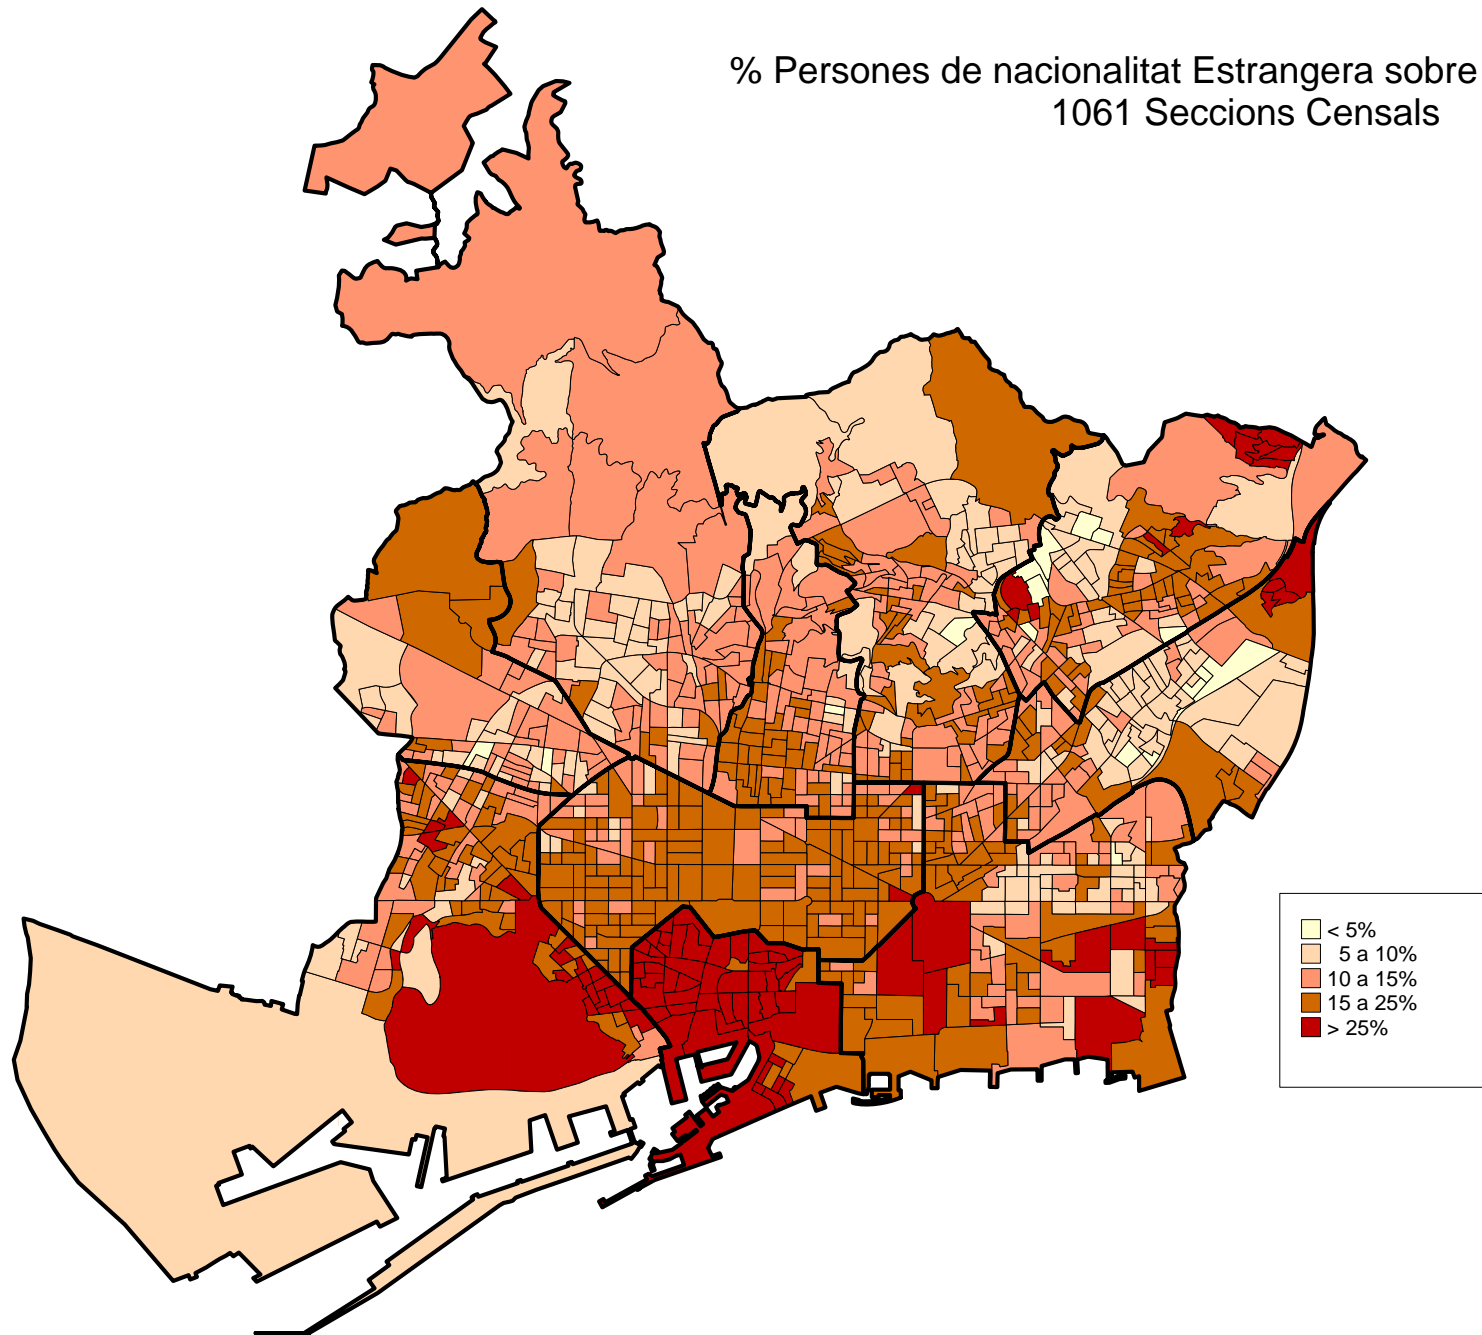 % Persones de nacionalitat Estrangera sobre
1061 Seccions Censals
< 5%
5 a 10%
10 a 15%
15 a 25%
> 25%